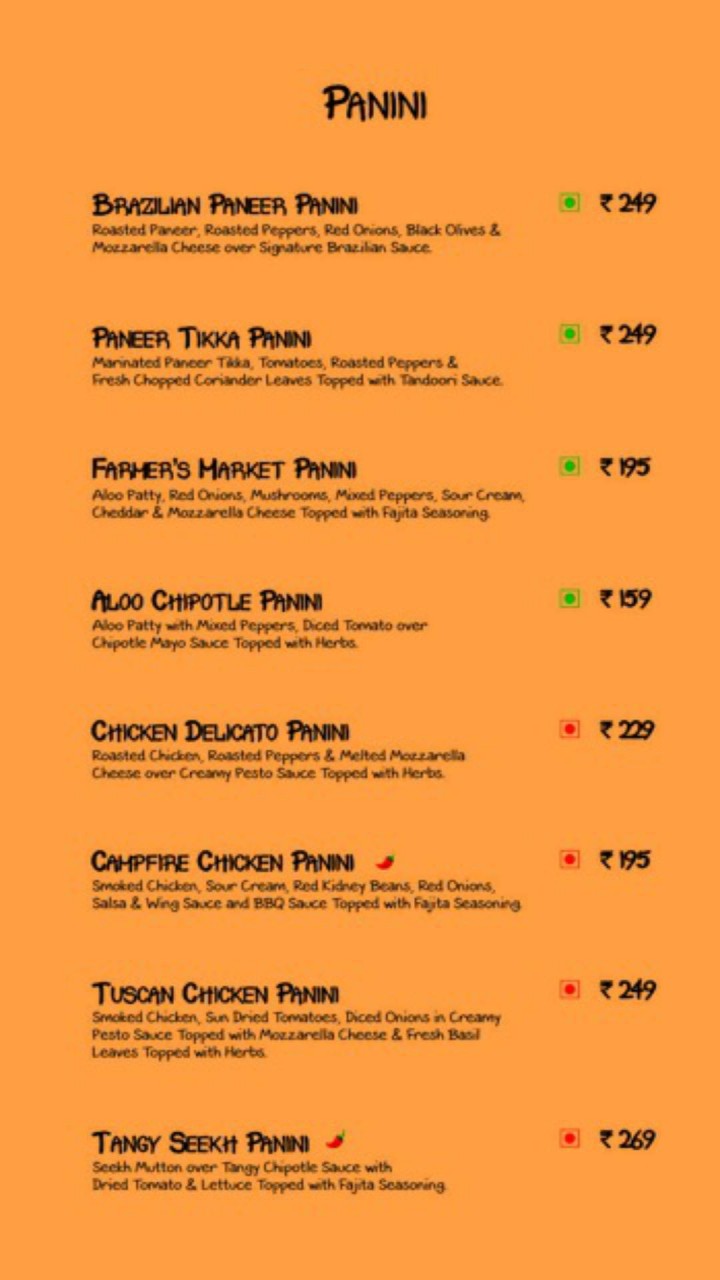 PANINI
BRAZILIAN PANEER PANINI ₹ 249
Roasted Paneer, Roasted Peppers, Red Onions, Black Olives &
Mozzarella Cheese over Signature Brazilian Sauce.
PANEER TIKKA PANINI ₹ 249
Marinated Paneer Tikka, Tomatoes, Roasted Peppers &
Fresh Chopped Coriander Leaves Topped with Tandoori Sauce.
FARMER'S MARKET PANINI ₹ 195
Aloo Patty, Red Onions, Mushrooms, Mixed Peppers, Sour Cream,
Cheddar & Mozzarella Cheese Topped with Fajita Seasoning.
ALOO CHIPOTLE PANINI ₹ 159
Aloo Patty with Mixed Peppers, Diced Tomato over
Chipotle Mayo Sauce Topped with Herbs.
CHICKEN DELICATO PANINI ₹ 229
Roasted Chicken, Roasted Peppers & Melted Mozzarella
Cheese over Creamy Pesto Sauce Topped with Herbs.
CAMPFIRE CHICKEN PANINI ₹ 195
Smoked Chicken, Sour Cream, Red Kidney Beans, Red Onions,
Salsa & Wing Sauce and BBQ Sauce Topped with Fajita Seasoning.
TUSCAN CHICKEN PANINI ₹ 249
Smoked Chicken, Sun Dried Tomatoes, Diced Onions in Creamy
Pesto Sauce Topped with Mozzarella Cheese & Fresh Basil
Leaves Topped with Herbs.
TANGY SEEKH PANINI ₹ 269
Seekh Mutton over Tangy Chipotle Sauce with
Dried Tomato & Lettuce Topped with Fajita Seasoning.